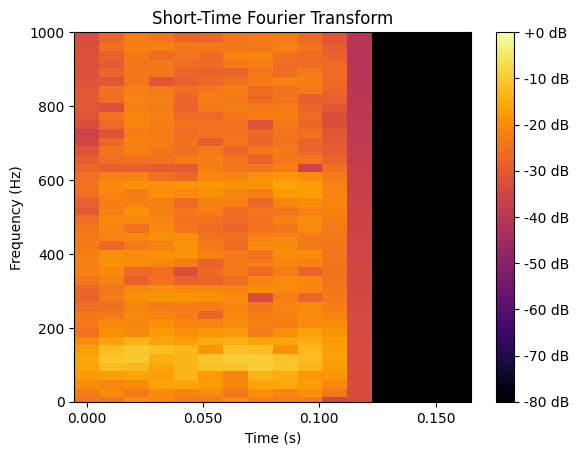 Short-Time Fourier Transform
1000
800
600
400
200
0
Frequency (Hz)
0.000
0.050
0.100
0.150
Time (s)
+0 dB
-10 dB
-20 dB
-30 dB
-40 dB
-50 dB
-60 dB
-70 dB
-80 dB